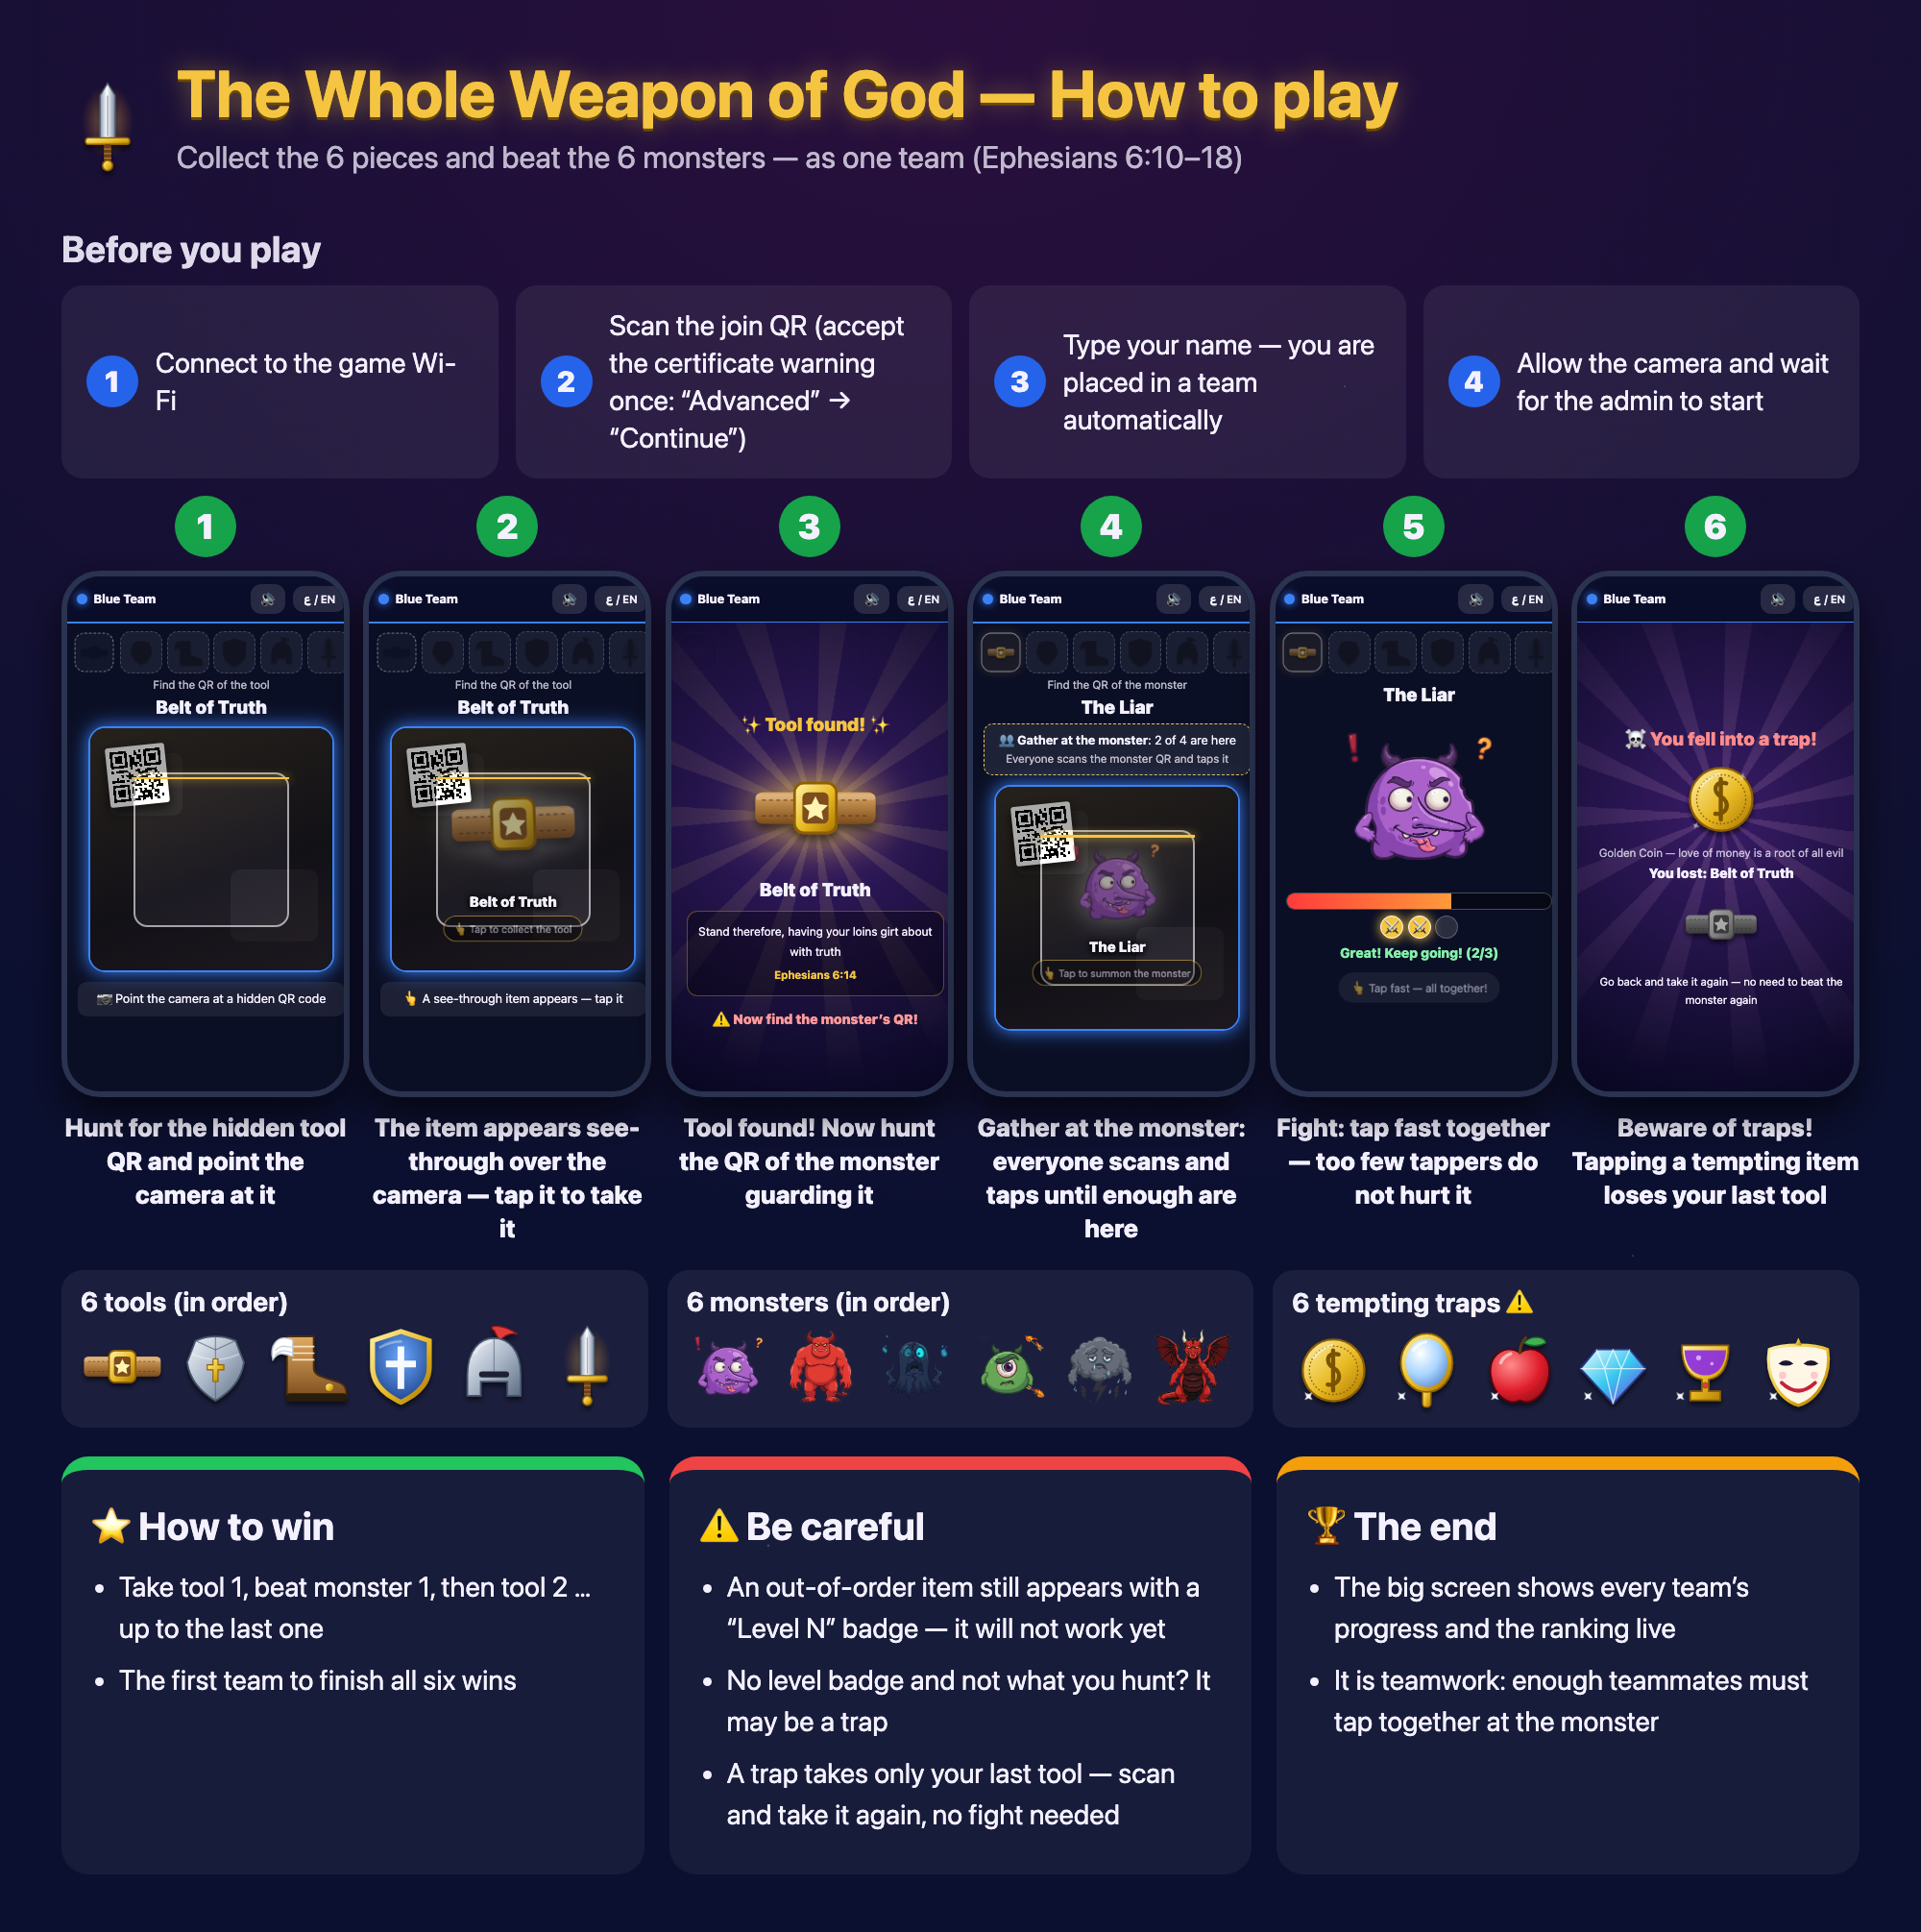 The Whole Weapon of God — How to play
Collect the 6 pieces and beat the 6 monsters — as one team (Ephesians 6:10–18)
Before you play
1
Connect to the game Wi-
Fi
2
Scan the join QR (accept
the certificate warning
once: “Advanced” →
“Continue”)
3
Type your name — you are
placed in a team
automatically
4
Allow the camera and wait
for the admin to start
1
Blue Team
ع / EN
Find the QR of the tool
Belt of Truth
📷 Point the camera at a hidden QR code
Hunt for the hidden tool
QR and point the
camera at it
2
Blue Team
ع / EN
Find the QR of the tool
Belt of Truth
Belt of Truth
👆 Tap to collect the tool
👆 A see-through item appears — tap it
The item appears see-
through over the
camera — tap it to take
it
3
Blue Team
ع / EN
✨ Tool found! ✨
Belt of Truth
Stand therefore, having your loins girt about
with truth
Ephesians 6:14
⚠️ Now find the monster’s QR!
Tool found! Now hunt
the QR of the monster
guarding it
4
Blue Team
ع / EN
Find the QR of the monster
The Liar
👥 Gather at the monster: 2 of 4 are here
Everyone scans the monster QR and taps it
The Liar
👆 Tap to summon the monster
Gather at the monster:
everyone scans and
taps until enough are
here
5
Blue Team
ع / EN
The Liar
! ?
Great! Keep going! (2/3)
👆 Tap fast — all together!
Fight: tap fast together
— too few tappers do
not hurt it
6
Blue Team
ع / EN
☠️ You fell into a trap!
Golden Coin — love of money is a root of all evil
You lost: Belt of Truth
Go back and take it again — no need to beat the
monster again
Beware of traps!
Tapping a tempting item
loses your last tool
6 tools (in order)
6 monsters (in order)
6 tempting traps ⚠️
⭐ How to win
• Take tool 1, beat monster 1, then tool 2 …
up to the last one
• The first team to finish all six wins
⚠️ Be careful
• An out-of-order item still appears with a
“Level N” badge — it will not work yet
• No level badge and not what you hunt? It
may be a trap
• A trap takes only your last tool — scan
and take it again, no fight needed
🏆 The end
• The big screen shows every team’s
progress and the ranking live
• It is teamwork: enough teammates must
tap together at the monster